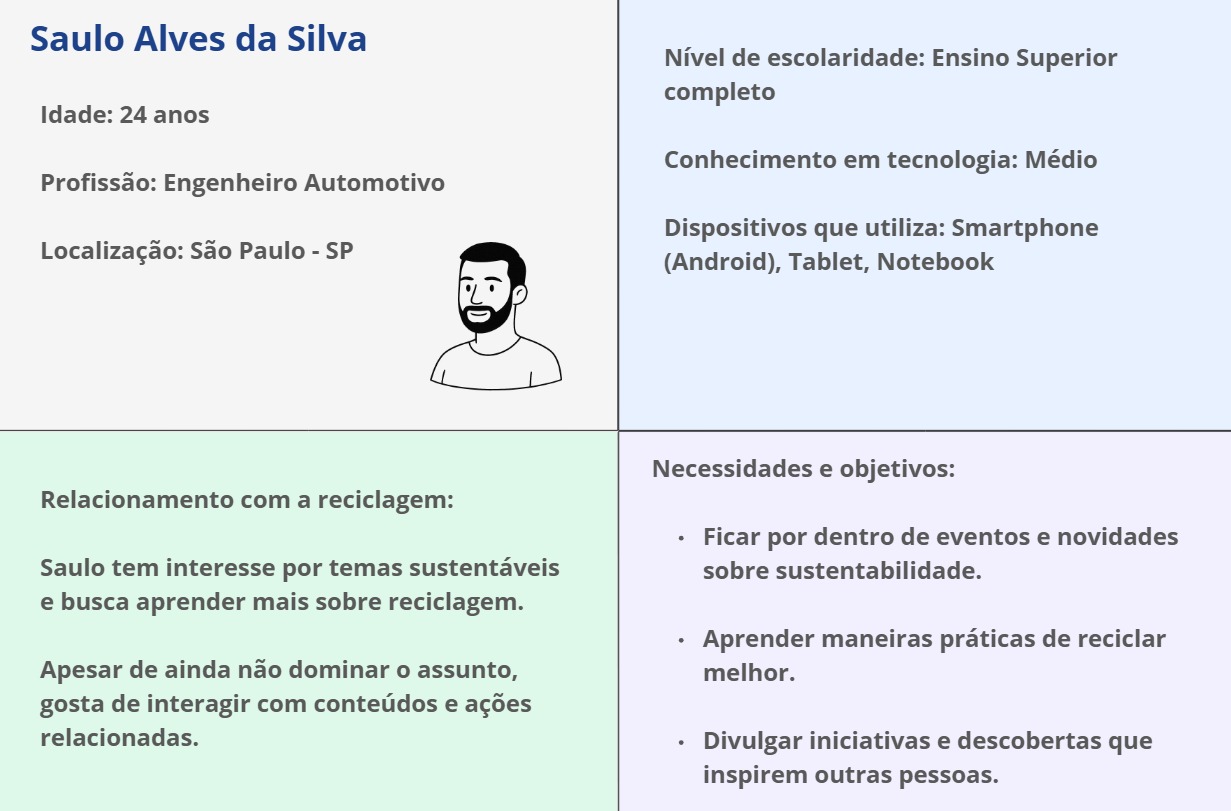 Saulo Alves da Silva
Idade: 24 anos
Profissão: Engenheiro Automotivo
Localização: São Paulo - SP
Nível de escolaridade: Ensino Superior
completo
Conhecimento em tecnologia: Médio
Dispositivos que utiliza: Smartphone
(Android), Tablet, Notebook
Relacionamento com a reciclagem:
Saulo tem interesse por temas sustentáveis
e busca aprender mais sobre reciclagem.
Apesar de ainda não dominar o assunto,
gosta de interagir com conteúdos e ações
relacionadas.
Necessidades e objetivos:
• Ficar por dentro de eventos e novidades
sobre sustentabilidade.
• Aprender maneiras práticas de reciclar
melhor.
• Divulgar iniciativas e descobertas que
inspirem outras pessoas.